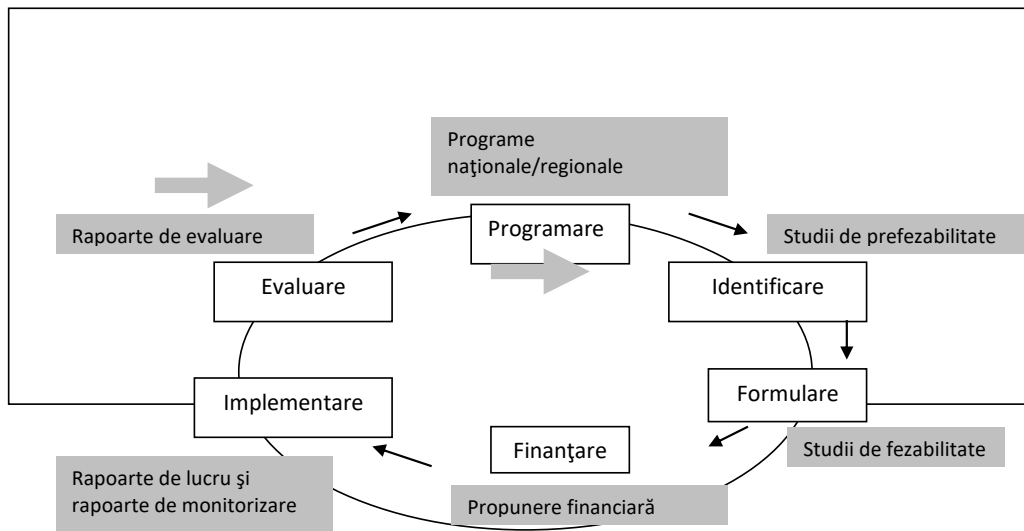 Programe
naţionale/regionale
Rapoarte de evaluare
Programare
Studii de prefezabilitate
Evaluare
Identificare
Implementare
Formulare
Finanţare
Studii de fezabilitate
Rapoarte de lucru şi
rapoarte de monitorizare
Propunere financiară